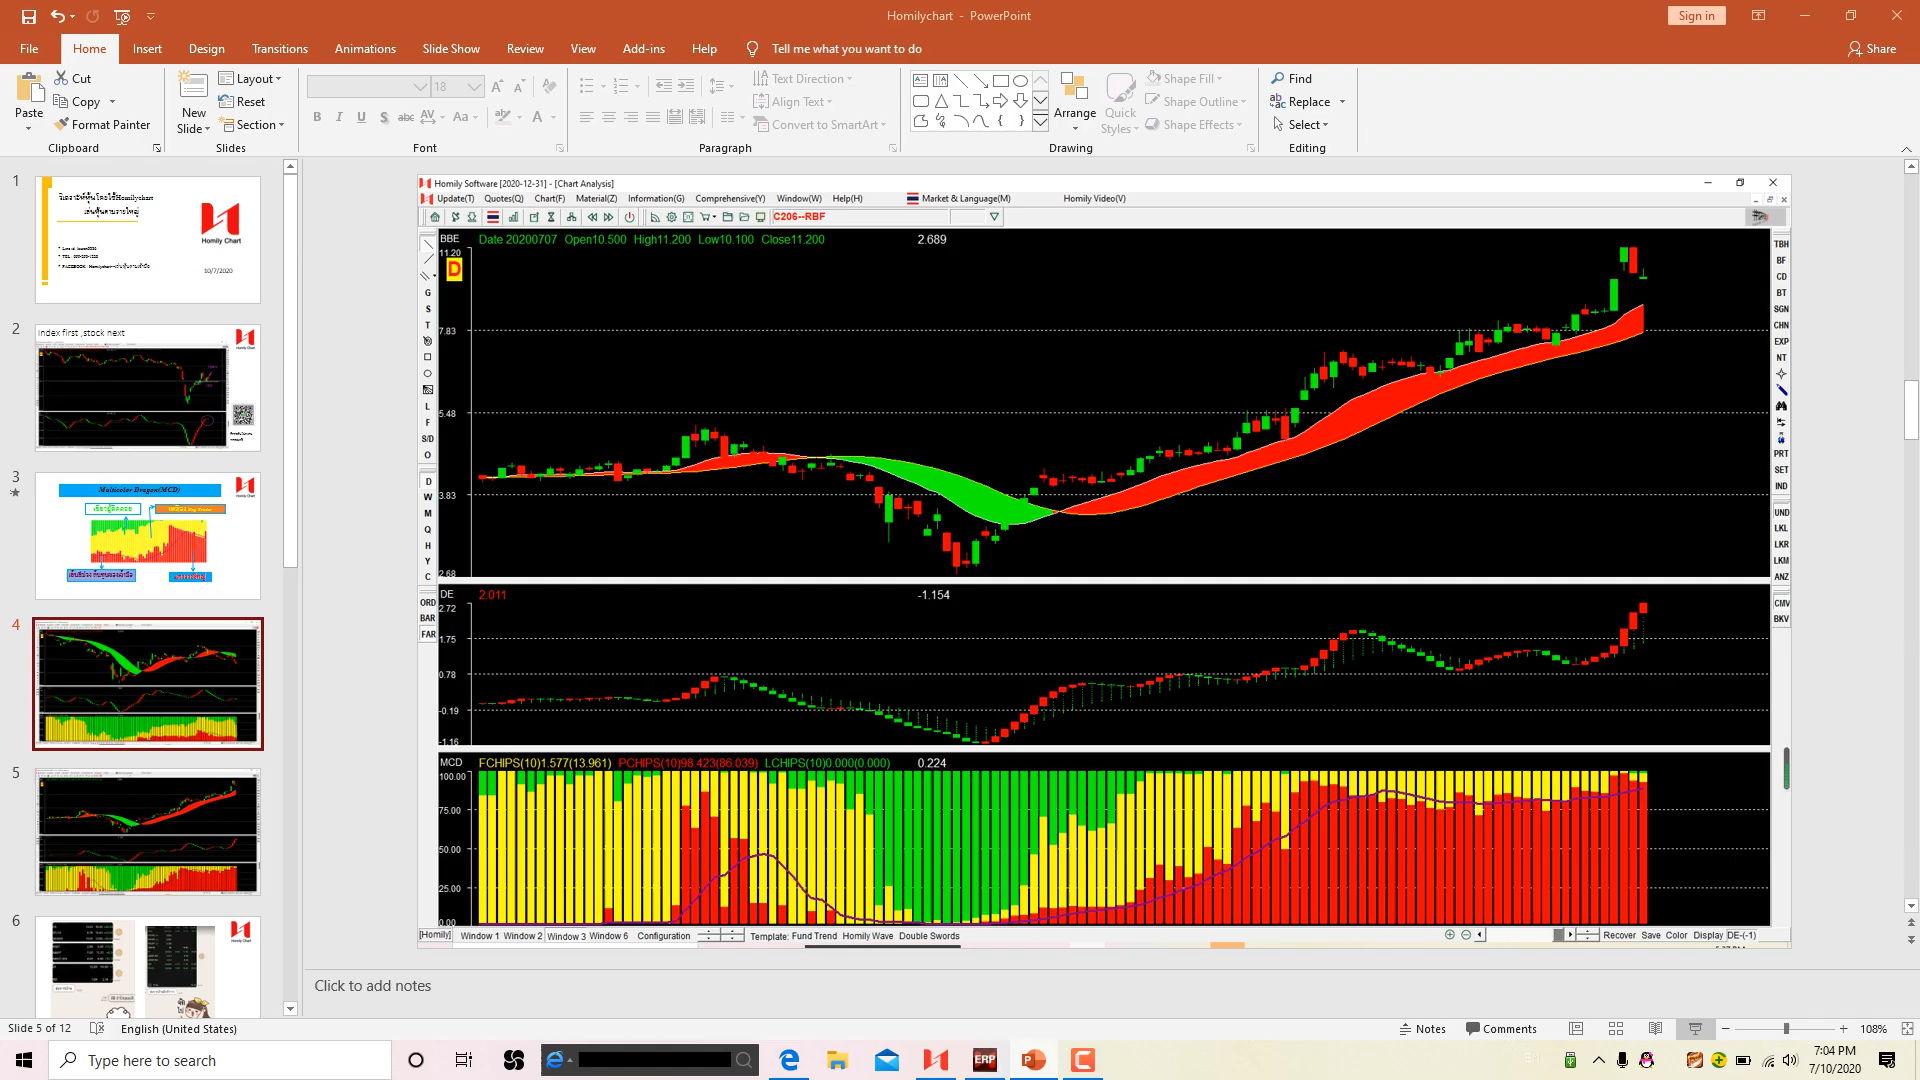 Homilychart - PowerPoint
Sign in
File Home Insert Design Transitions Animations Slide Show Review View Add-ins Help Tell me what you want to do Share
Paste Cut Copy Format Painter Clipboard
New Slide Layout Reset Section Slides
18 Font
Text Direction Align Text Convert to SmartArt Paragraph
Arrange Quick Styles Shape Fill Shape Outline Shape Effects Drawing
Find Replace Select Editing
1
Homily Chart
10/7/2020
2
Index first ,stock next
3
Multicolor Dragon(MCD)
4
5
6
Homily Software [2020-12-31] - [Chart Analysis]
Update(T) Quotes(Q) Chart(F) Material(Z) Information(G) Comprehensive(Y) Window(W) Help(H) Market & Language(M) Homily Video(V)
C206--RBF
BBE Date 20200707 Open10.500 High11.200 Low10.100 Close11.200 2.689
11.20
D
7.83
5.48
3.83
2.68
G
S
T
L
F
S/D
O
D
W
M
Q
H
Y
C
ORD
BAR
FAR
TBH
BF
CD
BT
SGN
CHN
EXP
NT
PRT
SET
IND
UND
LKL
LKR
LKM
ANZ
CMV
BKV
DE 2.011 -1.154
2.72
1.75
0.78
-0.19
-1.16
MCD FCHIPS(10)1.577(13.961) PCHIPS(10)98.423(86.039) LCHIPS(10)0.000(0.000) 0.224
100.00
75.00
50.00
25.00
0.00
[Homily] Window 1 Window 2 Window 3 Window 6 Configuration Template: Fund Trend Homily Wave Double Swords Recover Save Color Display DE-(-1)
Click to add notes
Slide 5 of 12 English (United States) Notes Comments 108%
Type here to search
ERP
7:04 PM
7/10/2020